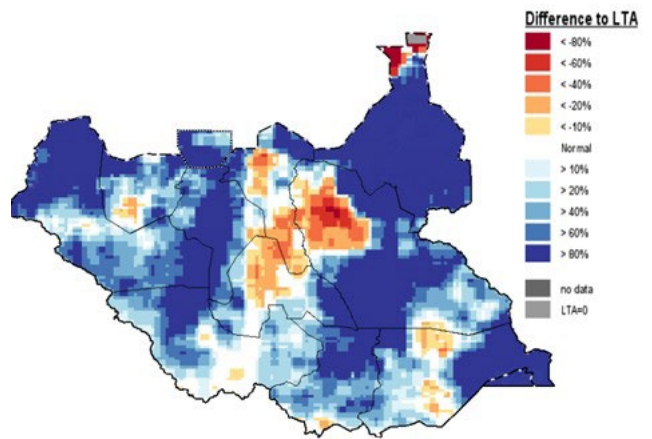 Difference to LTA
< -80%
< -60%
< -40%
< -20%
< -10%
Normal
> 10%
> 20%
> 40%
> 60%
> 80%
no data
LTA=0